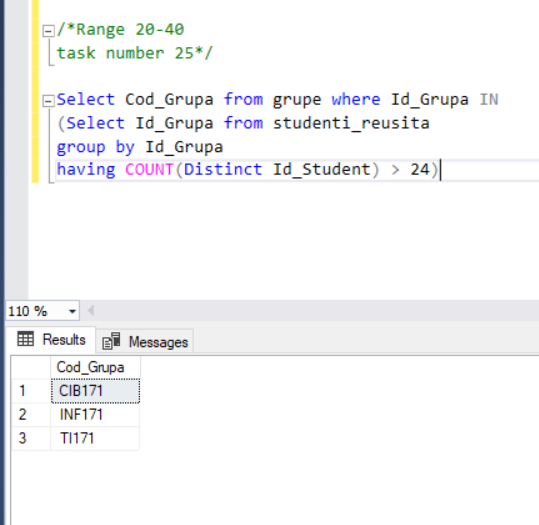 /*Range 20-40
task number 25*/
Select Cod_Grupa from grupe where Id_Grupa IN
(Select Id_Grupa from studenti_reusita
group by Id_Grupa
having COUNT(Distinct Id_Student) > 24)
110 %
Results Messages
Cod_Grupa
1 CIB171
2 INF171
3 TI171